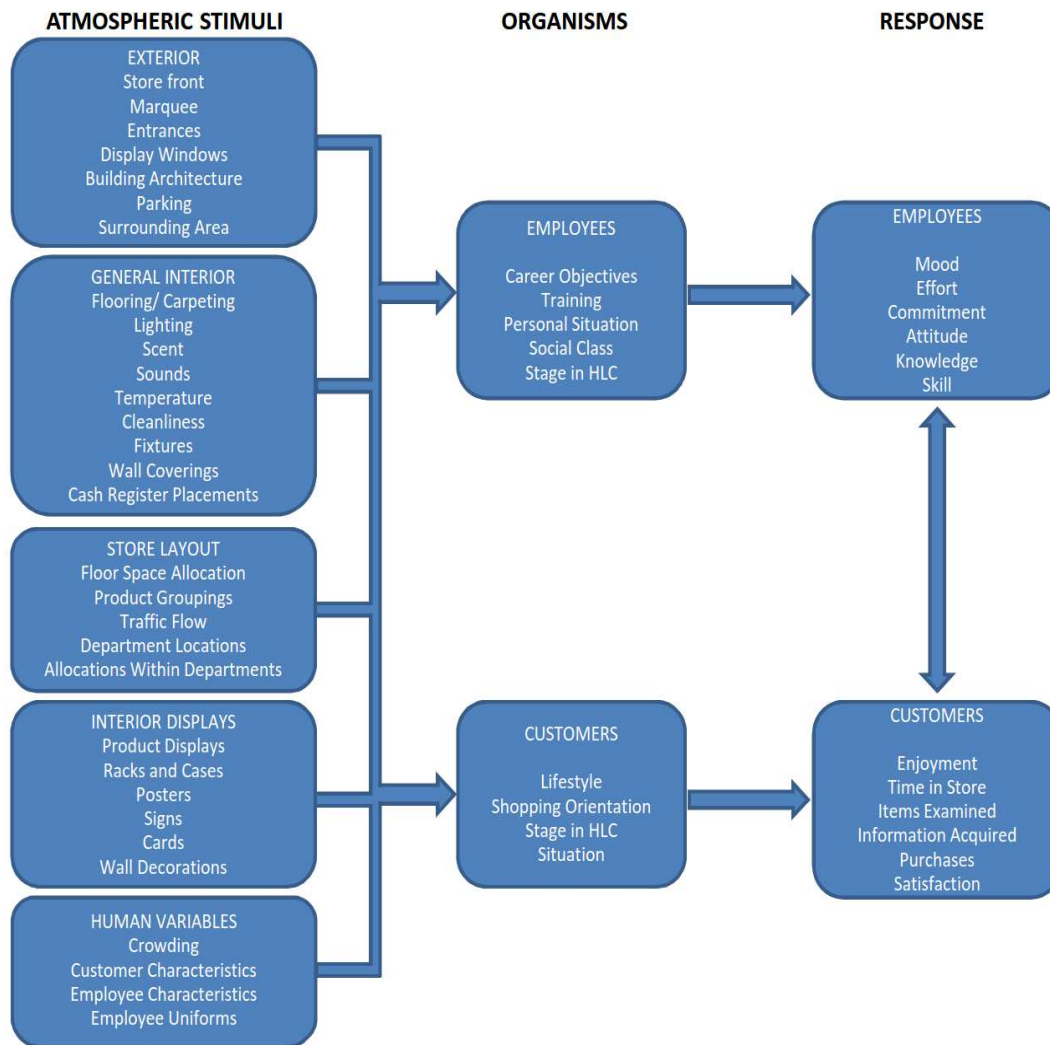 ATMOSPHERIC STIMULI
ORGANISMS
RESPONSE
EXTERIOR
Store front
Marquee
Entrances
Display Windows
Building Architecture
Parking
Surrounding Area
GENERAL INTERIOR
Flooring/ Carpeting
Lighting
Scent
Sounds
Temperature
Cleanliness
Fixtures
Wall Coverings
Cash Register Placements
STORE LAYOUT
Floor Space Allocation
Product Groupings
Traffic Flow
Department Locations
Allocations Within Departments
INTERIOR DISPLAYS
Product Displays
Racks and Cases
Posters
Signs
Cards
Wall Decorations
HUMAN VARIABLES
Crowding
Customer Characteristics
Employee Characteristics
Employee Uniforms
EMPLOYEES
Career Objectives
Training
Personal Situation
Social Class
Stage in HLC
CUSTOMERS
Lifestyle
Shopping Orientation
Stage in HLC
Situation
EMPLOYEES
Mood
Effort
Commitment
Attitude
Knowledge
Skill
CUSTOMERS
Enjoyment
Time in Store
Items Examined
Information Acquired
Purchases
Satisfaction